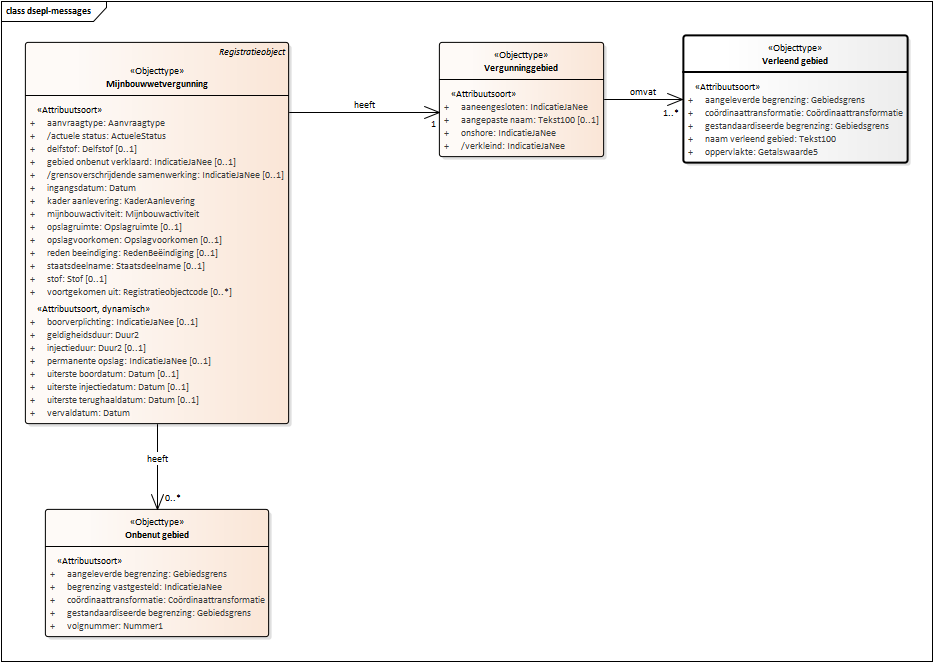 class dsepl-messages
Registratieobject
«Objecttype»
Mijnbouwwetvergunning
«Attribuutsoort»
+ aanvraagtype: Aanvraagtype
+ /actuele status: ActueleStatus
+ delfstof: Delfstof [0..1]
+ gebied onbenut verklaard: IndicatieJaNee [0..1]
+ /grensoverschrijdende samenwerking: IndicatieJaNee [0..1]
+ ingangsdatum: Datum
+ kader aanlevering: KaderAanlevering
+ mijnbouwactiviteit: Mijnbouwactiviteit
+ opslagruimte: Opslagruimte [0..1]
+ opslagvoorkomen: Opslagvoorkomen [0..1]
+ reden beeindiging: RedenBeëindiging [0..1]
+ staatsdeelname: Staatsdeelname [0..1]
+ stof: Stof [0..1]
+ voortgekomen uit: Registratieobjectcode [0..*]
«Attribuutsoort, dynamisch»
+ boorverplichting: IndicatieJaNee [0..1]
+ geldigheidsduur: Duur2
+ injectieduur: Duur2 [0..1]
+ permanente opslag: IndicatieJaNee [0..1]
+ uiterste boordatum: Datum [0..1]
+ uiterste injectiedatum: Datum [0..1]
+ uiterste terughaaldatum: Datum [0..1]
+ vervaldatum: Datum
heeft
1
«Objecttype»
Vergunninggebied
«Attribuutsoort»
+ aaneengesloten: IndicatieJaNee
+ aangepaste naam: Tekst100 [0..1]
+ onshore: IndicatieJaNee
+ /verkleind: IndicatieJaNee
omvat
1..*
«Objecttype»
Verleend gebied
«Attribuutsoort»
+ aangeleverde begrenzing: Gebiedsgrens
+ coördinaattransformatie: Coördinaattransformatie
+ gestandaardiseerde begrenzing: Gebiedsgrens
+ naam verleend gebied: Tekst100
+ oppervlakte: Getalswaarde5
heeft
0..*
«Objecttype»
Onbenut gebied
«Attribuutsoort»
+ aangeleverde begrenzing: Gebiedsgrens
+ begrenzing vastgesteld: IndicatieJaNee
+ coördinaattransformatie: Coördinaattransformatie
+ gestandaardiseerde begrenzing: Gebiedsgrens
+ volgnummer: Nummer1